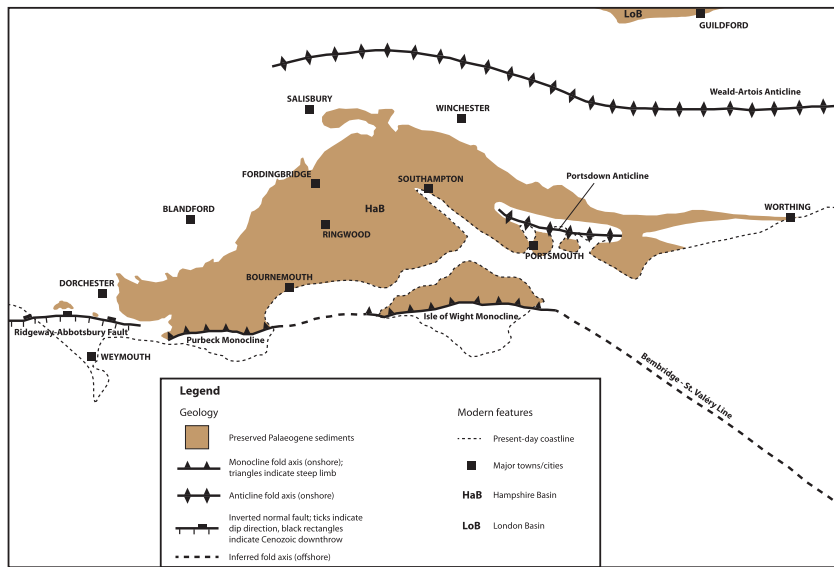 LoB
GUILDFORD
Weald-Artois Anticline
SALISBURY
WINCHESTER
FORDINGBRIDGE
SOUTHAMPTON
Portsdown Anticline
BLANDFORD
HaB
WORTHING
RINGWOOD
PORTSMOUTH
DORCHESTER
BOURNEMOUTH
Ridgeway-Abbotsbury Fault
Purbeck Monocline
Isle of Wight Monocline
WEYMOUTH
Bembridge - St. Valéry Line
Legend
Geology
Preserved Palaeogene sediments
Monocline fold axis (onshore);
triangles indicate steep limb
Anticline fold axis (onshore)
Inverted normal fault; ticks indicate
dip direction, black rectangles
indicate Cenozoic downthrow
Inferred fold axis (offshore)
Modern features
Present-day coastline
Major towns/cities
HaB Hampshire Basin
LoB London Basin